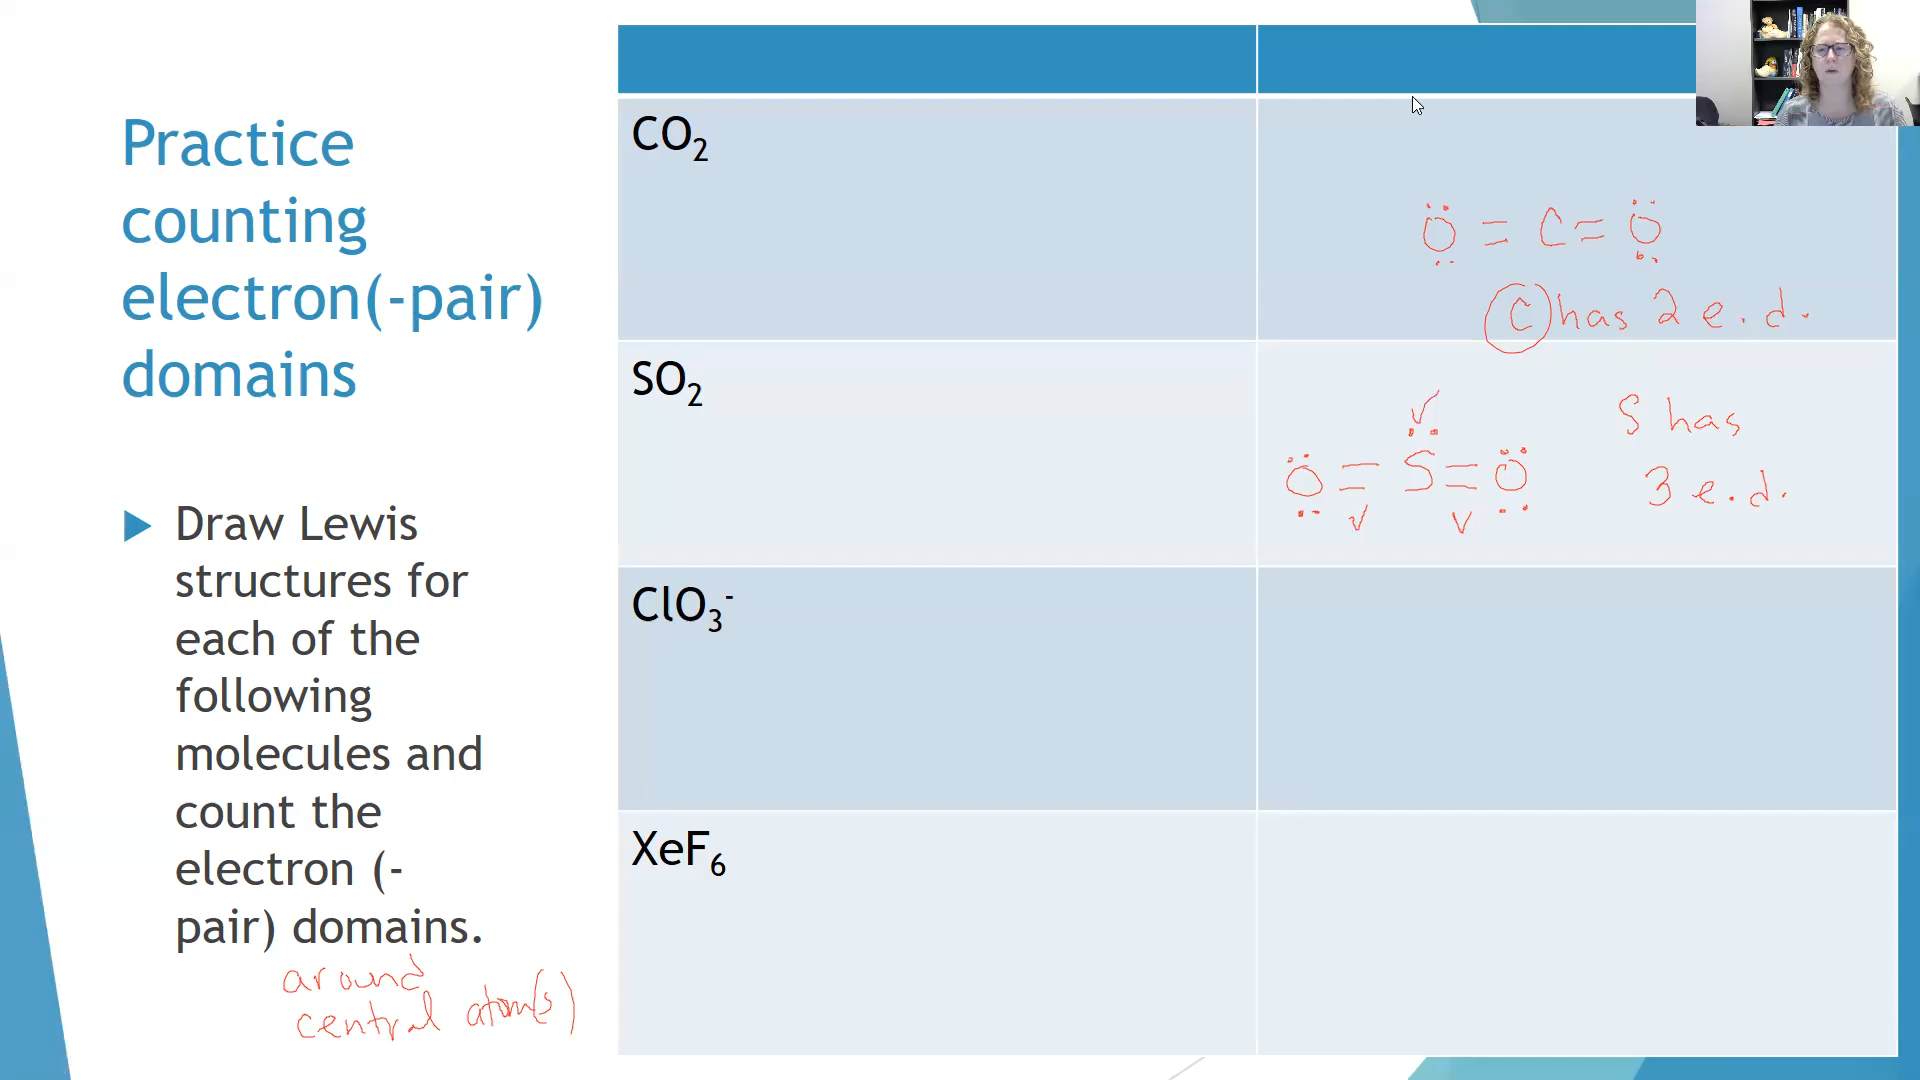 Practice
counting
electron(-pair)
domains
Draw Lewis
structures for
each of the
following
molecules and
count the
electron (-
pair) domains.
around
central atom(s)
CO₂
O = C = O
C has 2 e.d.
SO₂
O = S = O
S has
3 e.d.
ClO₃⁻
XeF₆